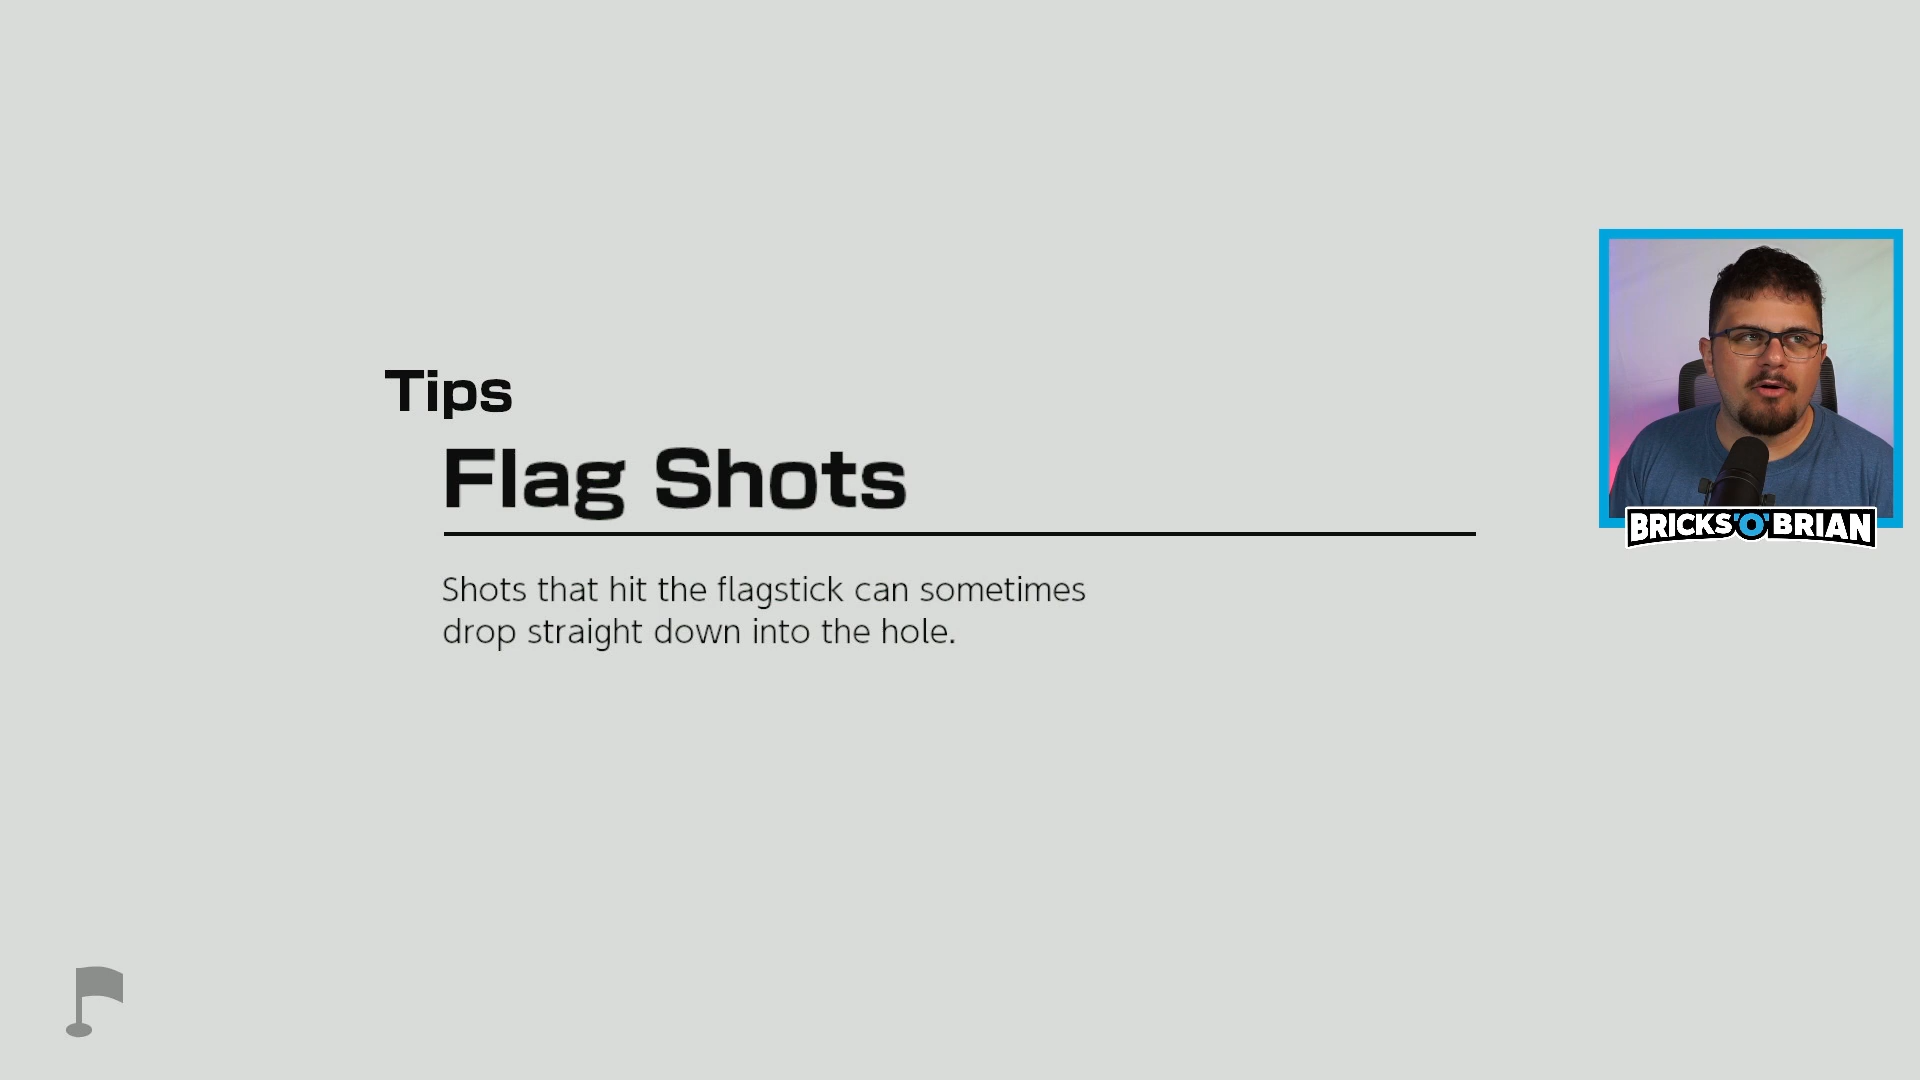 Tips
Flag Shots
Shots that hit the flagstick can sometimes
drop straight down into the hole.
BRICKS'O'BRIAN